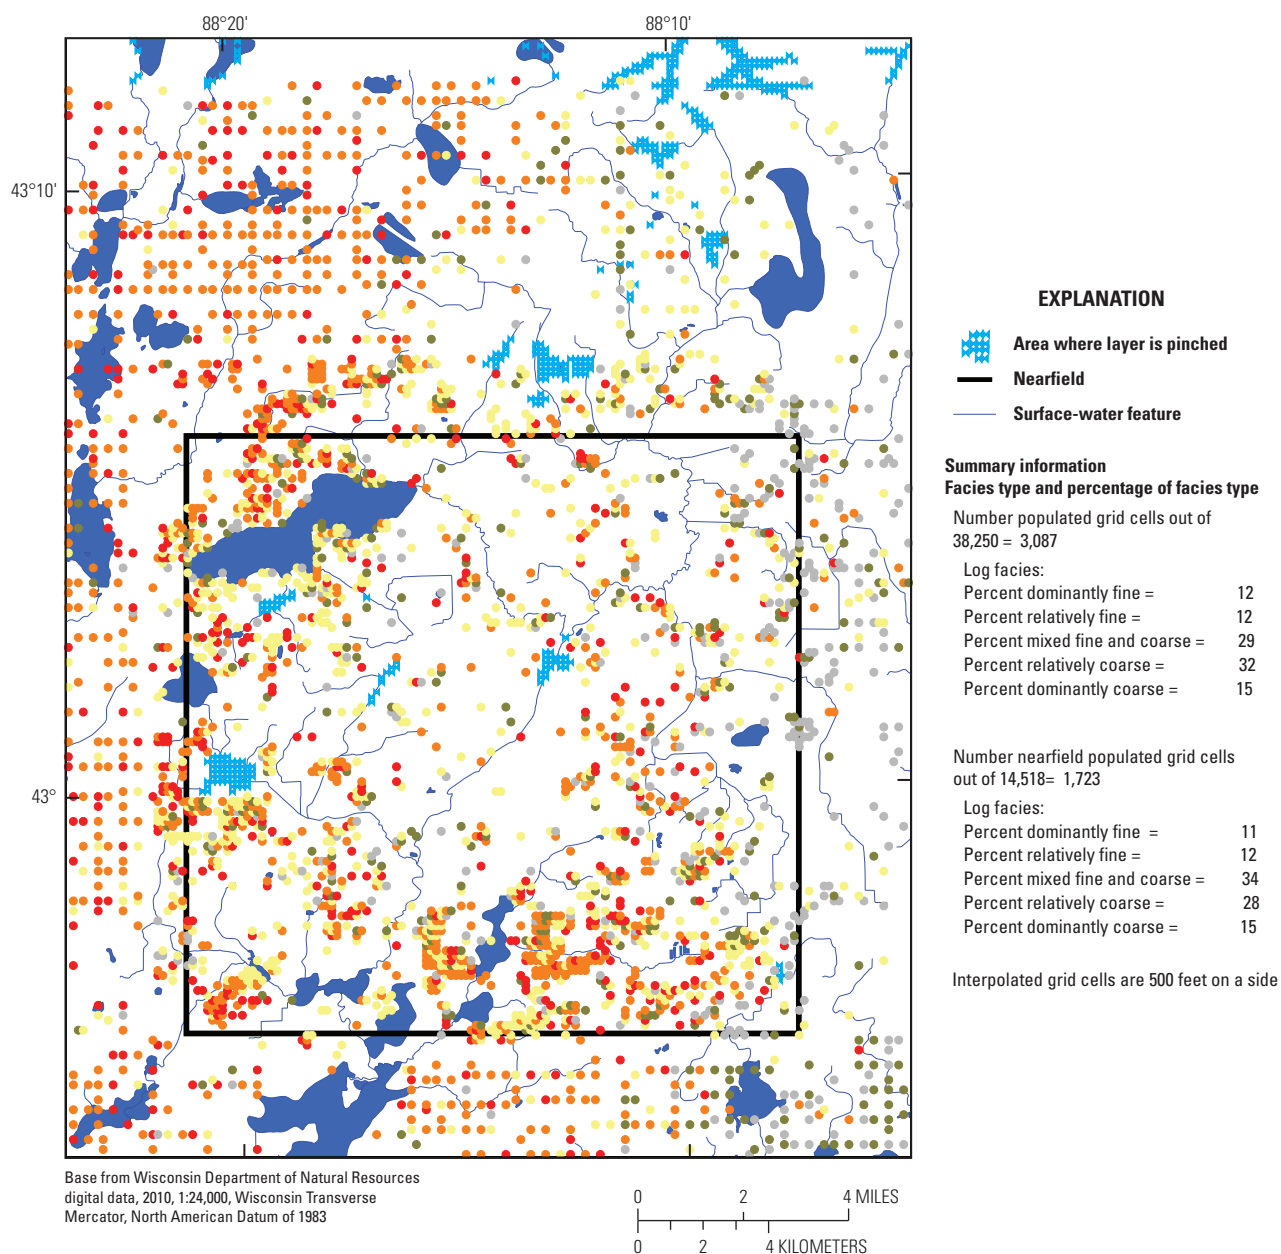 88°20' 88°10'
43°10'
43°
EXPLANATION
Area where layer is pinched
Nearfield
Surface-water feature
Summary information
Facies type and percentage of facies type
Number populated grid cells out of
38,250 = 3,087
Log facies:
Percent dominantly fine = 12
Percent relatively fine = 12
Percent mixed fine and coarse = 29
Percent relatively coarse = 32
Percent dominantly coarse = 15
Number nearfield populated grid cells
out of 14,518= 1,723
Log facies:
Percent dominantly fine = 11
Percent relatively fine = 12
Percent mixed fine and coarse = 34
Percent relatively coarse = 28
Percent dominantly coarse = 15
Interpolated grid cells are 500 feet on a side
Base from Wisconsin Department of Natural Resources
digital data, 2010, 1:24,000, Wisconsin Transverse
Mercator, North American Datum of 1983
0 2 4 MILES
0 2 4 KILOMETERS